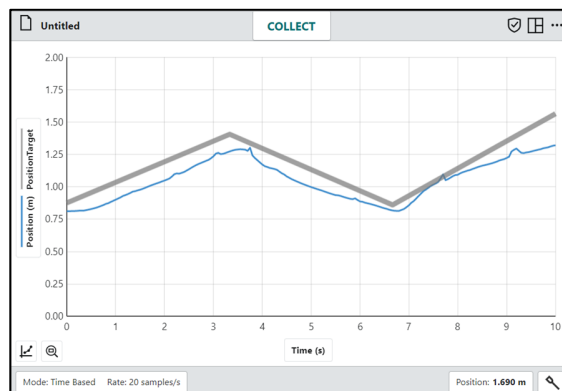 Untitled
COLLECT
2.00
1.75
1.50
1.25
1.00
0.75
0.50
0.25
0.00
PositionTarget
Position (m)
0 1 2 3 4 5 6 7 8 9 10
Time (s)
Mode: Time Based Rate: 20 samples/s
Position: 1.690 m